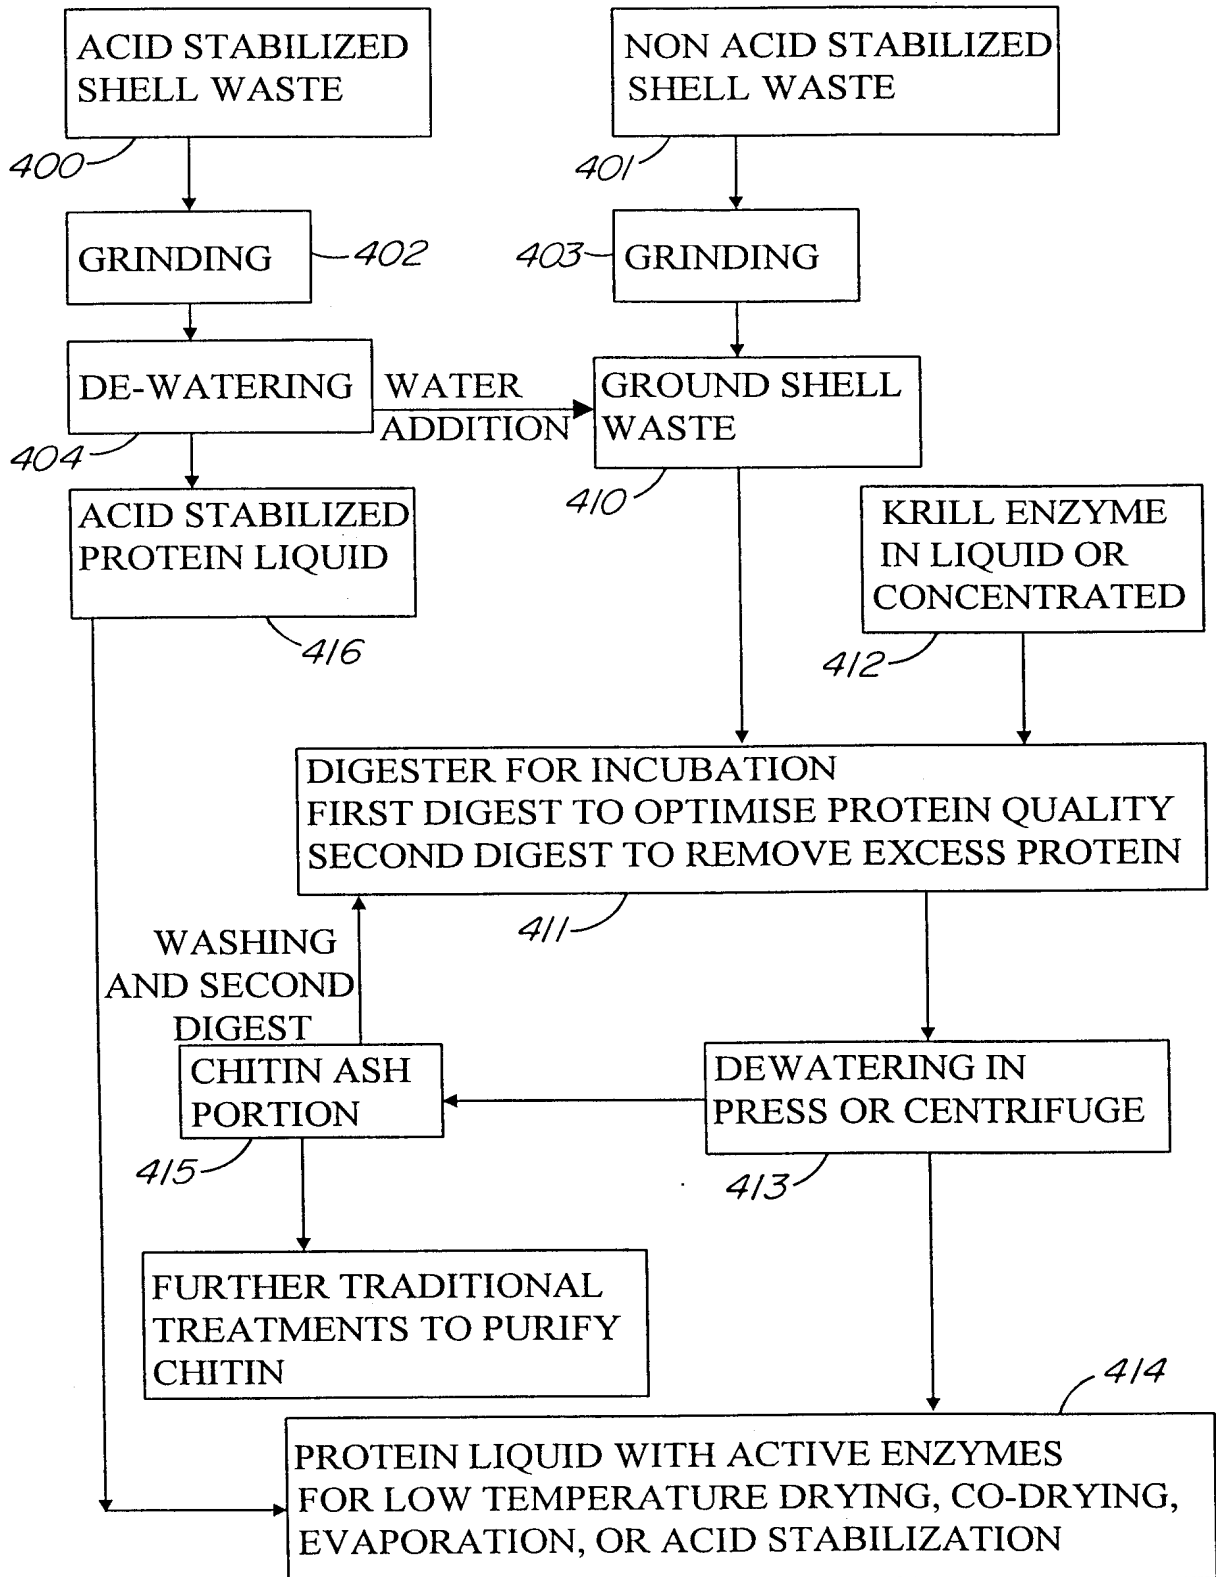 ACID STABILIZED
SHELL WASTE
400
NON ACID STABILIZED
SHELL WASTE
401
GRINDING
402
403
GRINDING
DE-WATERING
404
WATER
ADDITION
GROUND SHELL
WASTE
410
ACID STABILIZED
PROTEIN LIQUID
416
KRILL ENZYME
IN LIQUID OR
CONCENTRATED
412
DIGESTER FOR INCUBATION
FIRST DIGEST TO OPTIMISE PROTEIN QUALITY
SECOND DIGEST TO REMOVE EXCESS PROTEIN
411
WASHING
AND SECOND
DIGEST
CHITIN ASH
PORTION
415
DEWATERING IN
PRESS OR CENTRIFUGE
413
FURTHER TRADITIONAL
TREATMENTS TO PURIFY
CHITIN
414
PROTEIN LIQUID WITH ACTIVE ENZYMES
FOR LOW TEMPERATURE DRYING, CO-DRYING,
EVAPORATION, OR ACID STABILIZATION